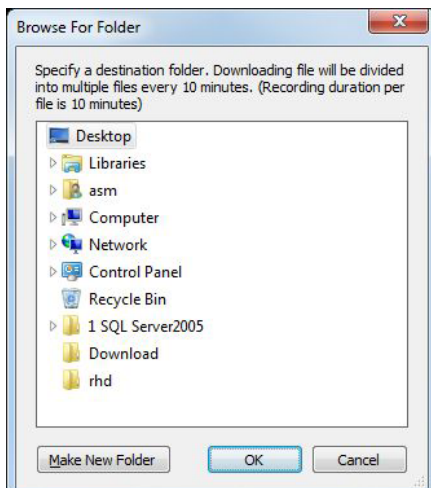 Browse For Folder
Specify a destination folder. Downloading file will be divided
into multiple files every 10 minutes. (Recording duration per
file is 10 minutes)
Desktop
Libraries
asm
Computer
Network
Control Panel
Recycle Bin
1 SQL Server2005
Download
rhd
Make New Folder
OK
Cancel